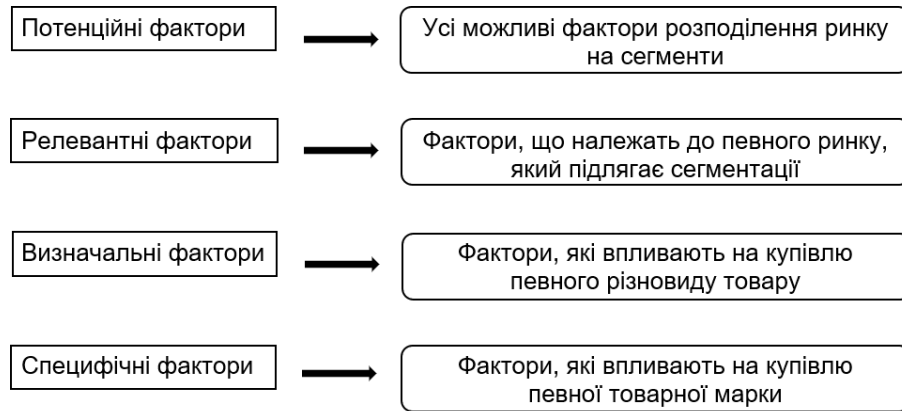 Потенційні фактори
Усі можливі фактори розподілення ринку
на сегменти
Релевантні фактори
Фактори, що належать до певного ринку,
який підлягає сегментації
Визначальні фактори
Фактори, які впливають на купівлю
певного різновиду товару
Специфічні фактори
Фактори, які впливають на купівлю
певної товарної марки